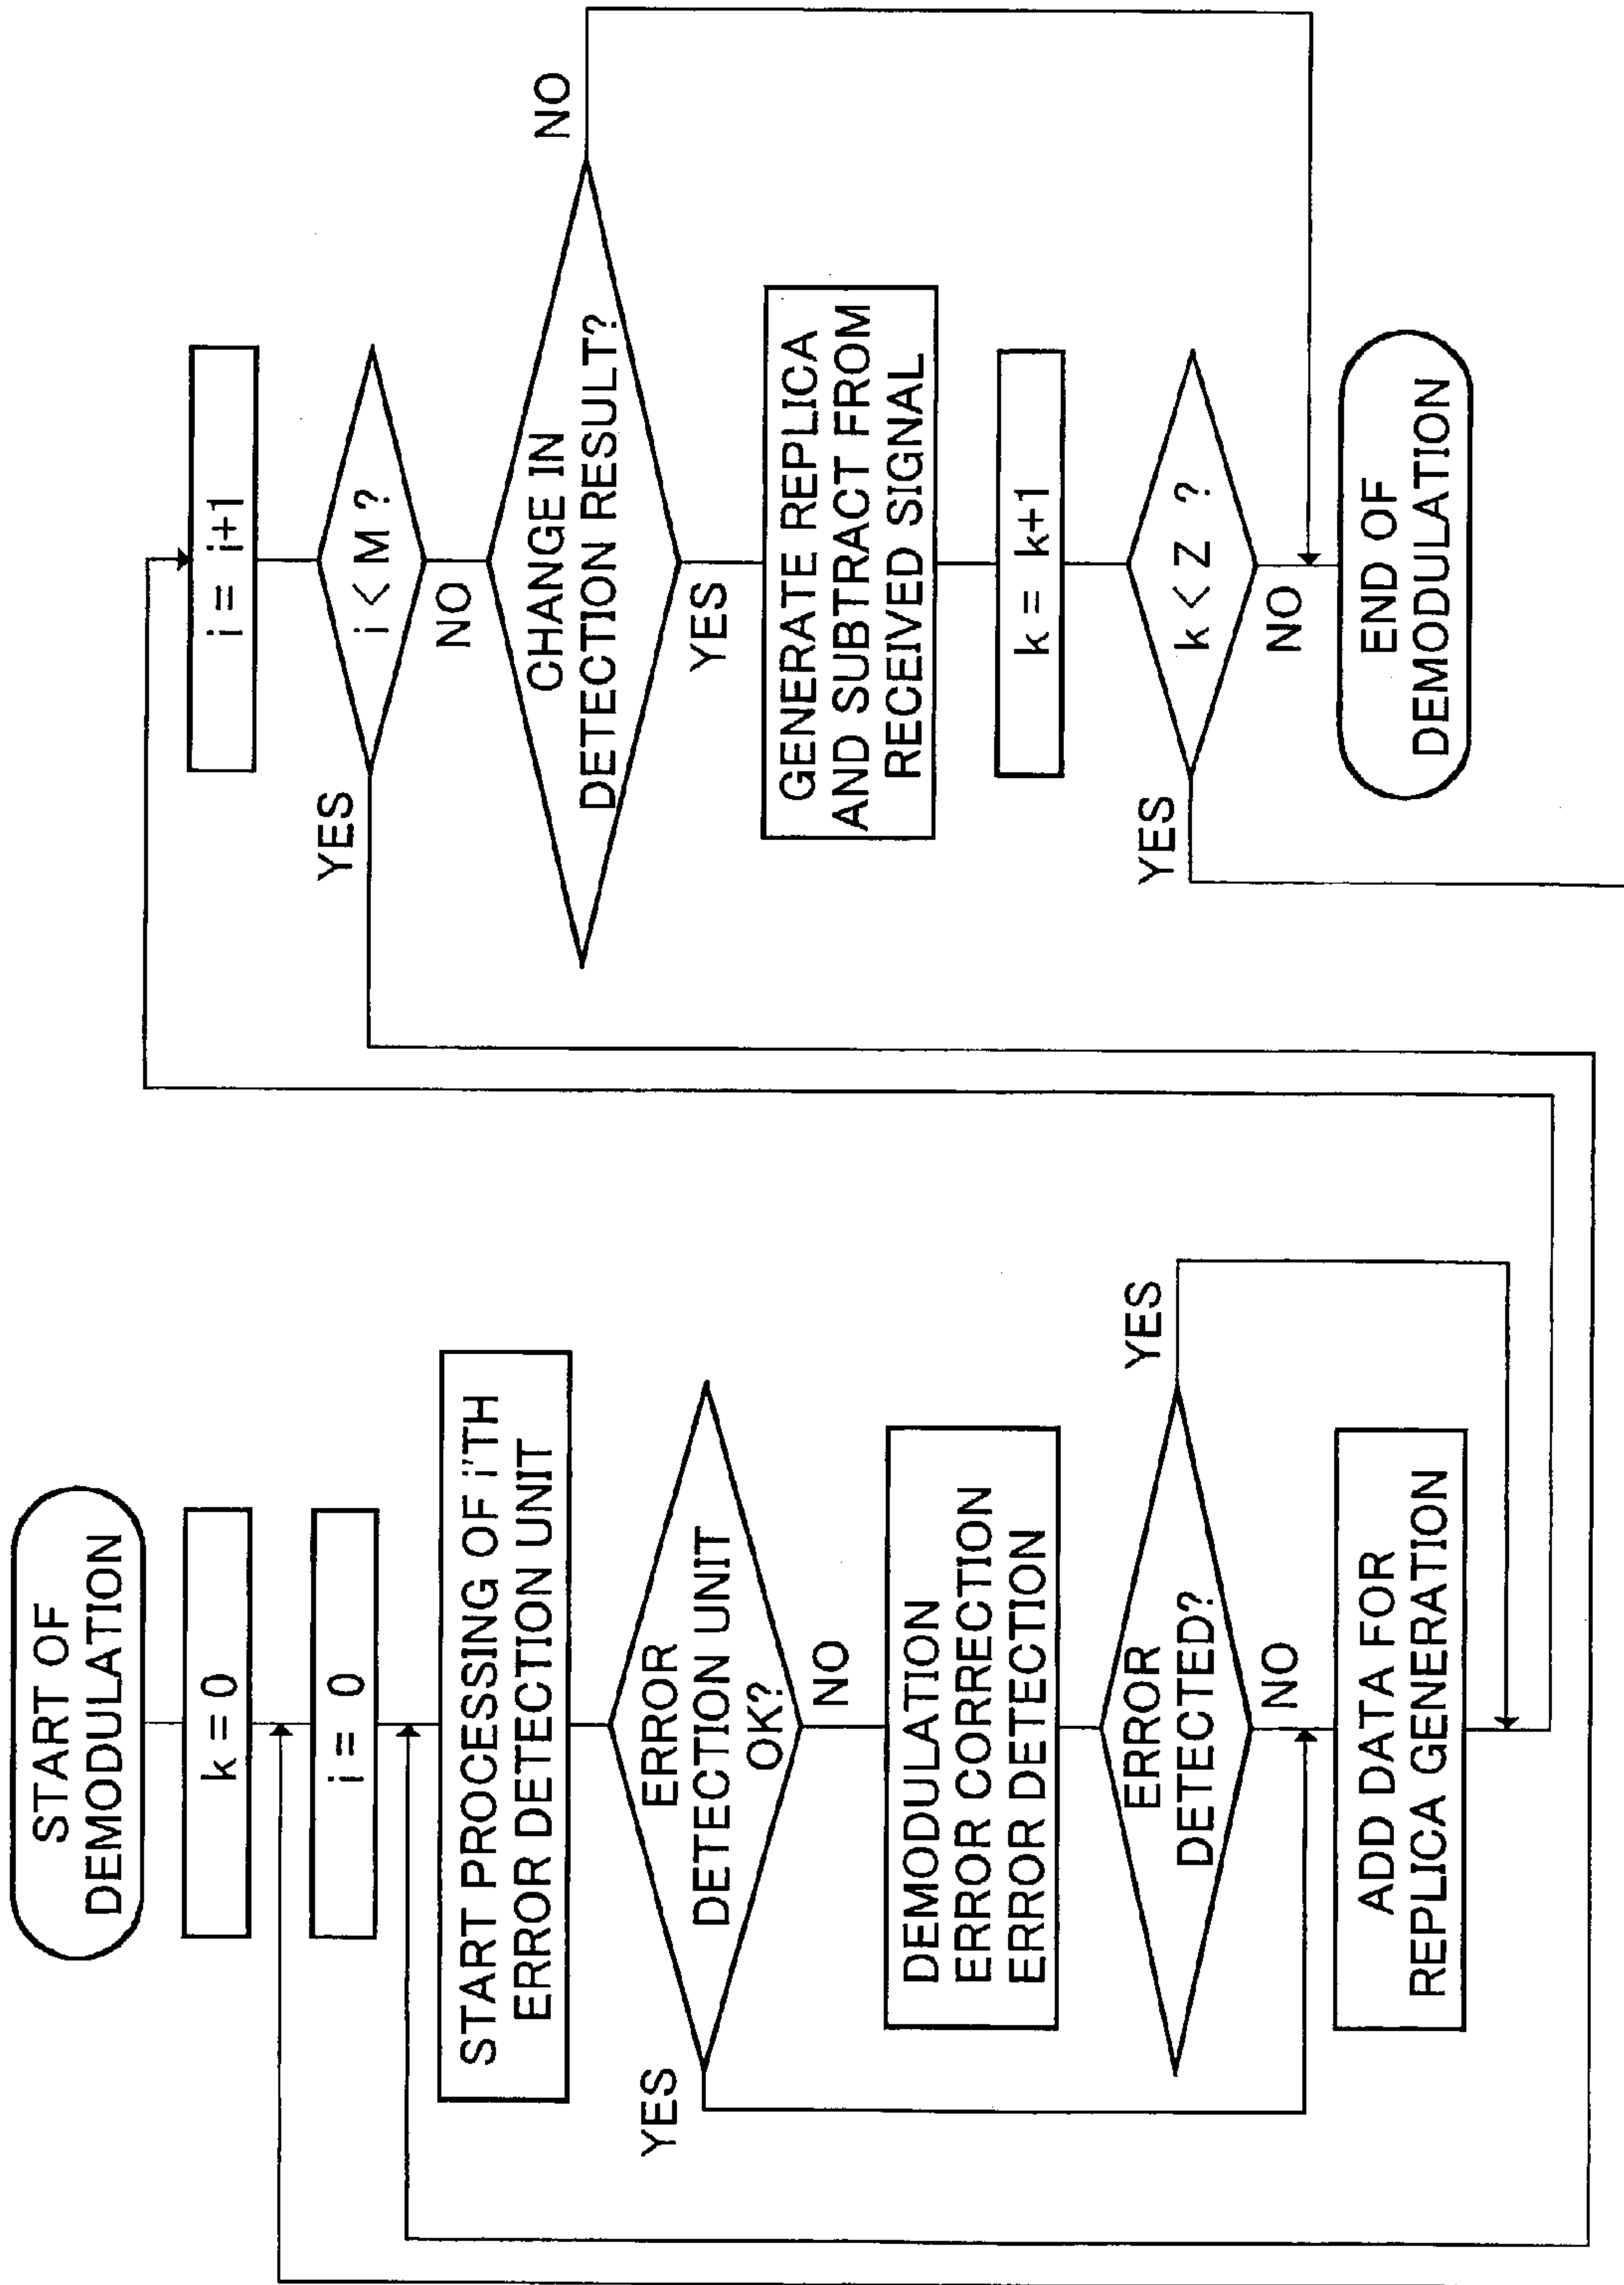 START OF
DEMODULATION
k = 0
i = 0
START PROCESSING OF i'TH
ERROR DETECTION UNIT
ERROR
DETECTION UNIT
OK?
YES
NO
DEMODULATION
ERROR CORRECTION
ERROR DETECTION
ERROR
DETECTED?
YES
NO
ADD DATA FOR
REPLICA GENERATION
i = i+1
i < M ?
YES
NO
CHANGE IN
DETECTION RESULT?
NO
YES
GENERATE REPLICA
AND SUBTRACT FROM
RECEIVED SIGNAL
k = k+1
k < Z ?
YES
NO
END OF
DEMODULATION